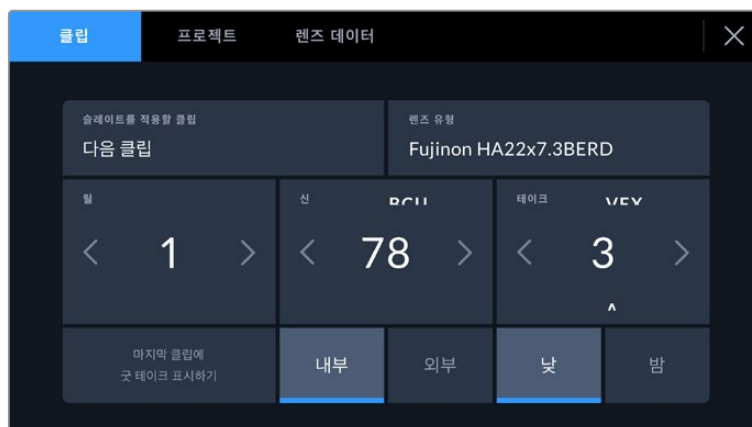 클립 프로젝트 렌즈 데이터
슬레이트를 적용할 클립 렌즈 유형
다음 클립 Fujinon HA22x7.3BERD
릴 신 테이크
1 78 3
마지막 클립에
굿 테이크 표시하기
내부 외부 낮 밤